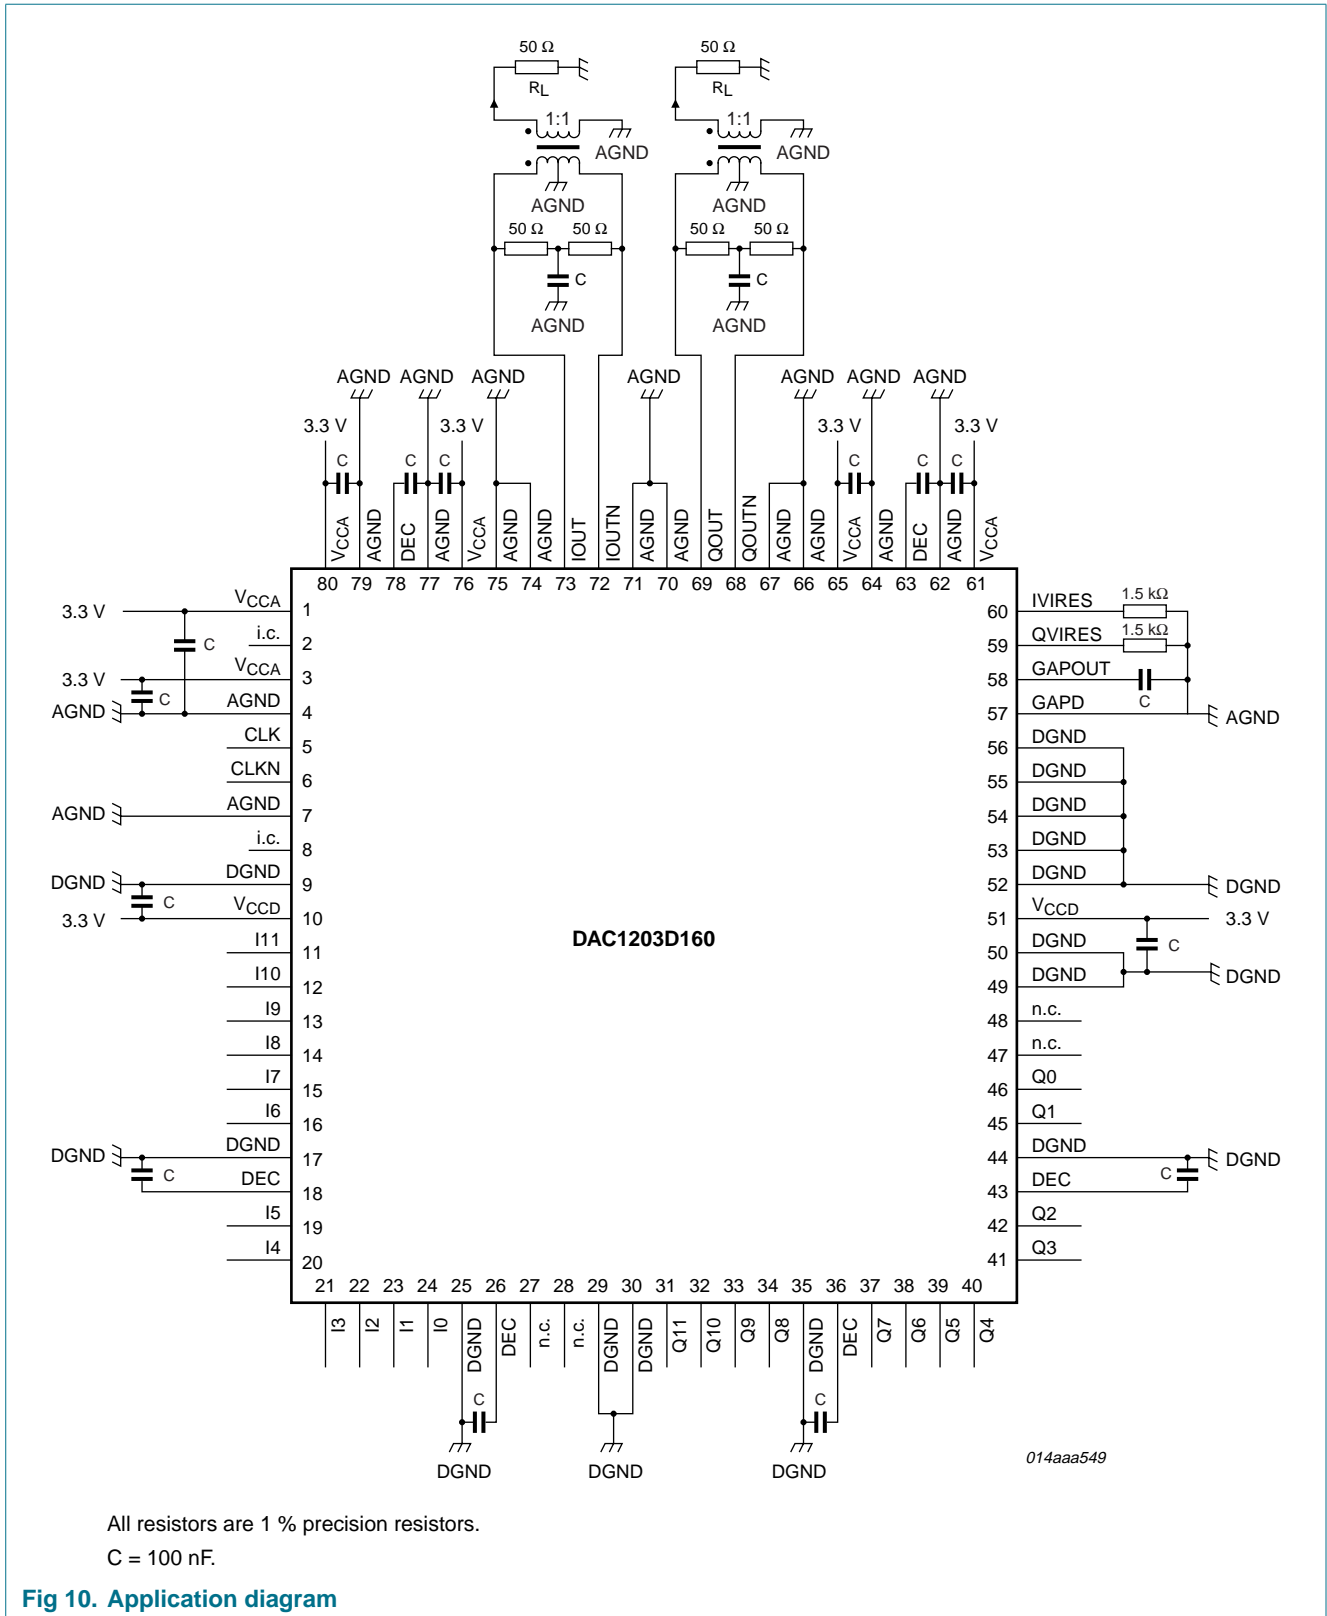 50 Ω 50 Ω
RL RL
1:1 1:1
AGND AGND
AGND AGND
50 Ω 50 Ω 50 Ω 50 Ω
C C
AGND AGND
AGND AGND AGND AGND AGND AGND AGND
3.3 V 3.3 V 3.3 V 3.3 V
C C C C C C
VCCA AGND DEC AGND VCCA AGND AGND IOUT IOUTN AGND AGND QOUT QOUTN AGND AGND VCCA AGND DEC AGND VCCA
80 79 78 77 76 75 74 73 72 71 70 69 68 67 66 65 64 63 62 61
3.3 V VCCA 1
C
i.c. 2
3.3 V VCCA 3
C
AGND AGND 4
CLK 5
CLKN 6
AGND AGND 7
i.c. 8
DGND DGND 9
C
3.3 V VCCD 10
I11 11
I10 12
I9 13
I8 14
I7 15
I6 16
DGND DGND 17
C
DEC 18
I5 19
I4 20
DAC1203D160
60 IVIRES 1.5 kΩ
59 QVIRES 1.5 kΩ
58 GAPOUT
C
57 GAPD AGND
56 DGND
55 DGND
54 DGND
53 DGND
52 DGND DGND
51 VCCD 3.3 V
50 DGND C
49 DGND DGND
48 n.c.
47 n.c.
46 Q0
45 Q1
44 DGND DGND
C
43 DEC
42 Q2
41 Q3
21 22 23 24 25 26 27 28 29 30 31 32 33 34 35 36 37 38 39 40
I3 I2 I1 I0 DGND DEC n.c. n.c. DGND DGND Q11 Q10 Q9 Q8 DGND DEC Q7 Q6 Q5 Q4
C C
DGND DGND DGND
014aaa549
All resistors are 1 % precision resistors.
C = 100 nF.
Fig 10. Application diagram